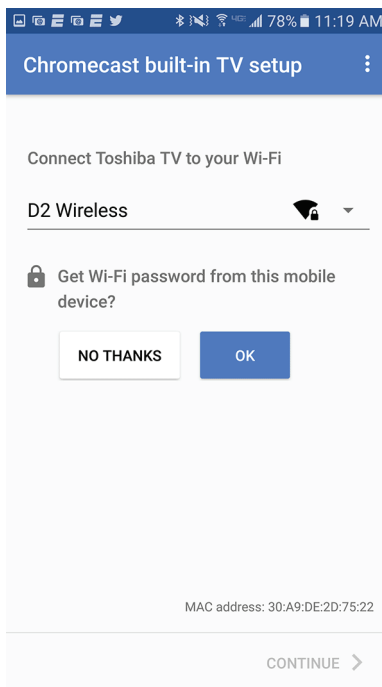 4G 78% 11:19 AM
Chromecast built-in TV setup
Connect Toshiba TV to your Wi-Fi
D2 Wireless
Get Wi-Fi password from this mobile
device?
NO THANKS OK
MAC address: 30:A9:DE:2D:75:22
CONTINUE